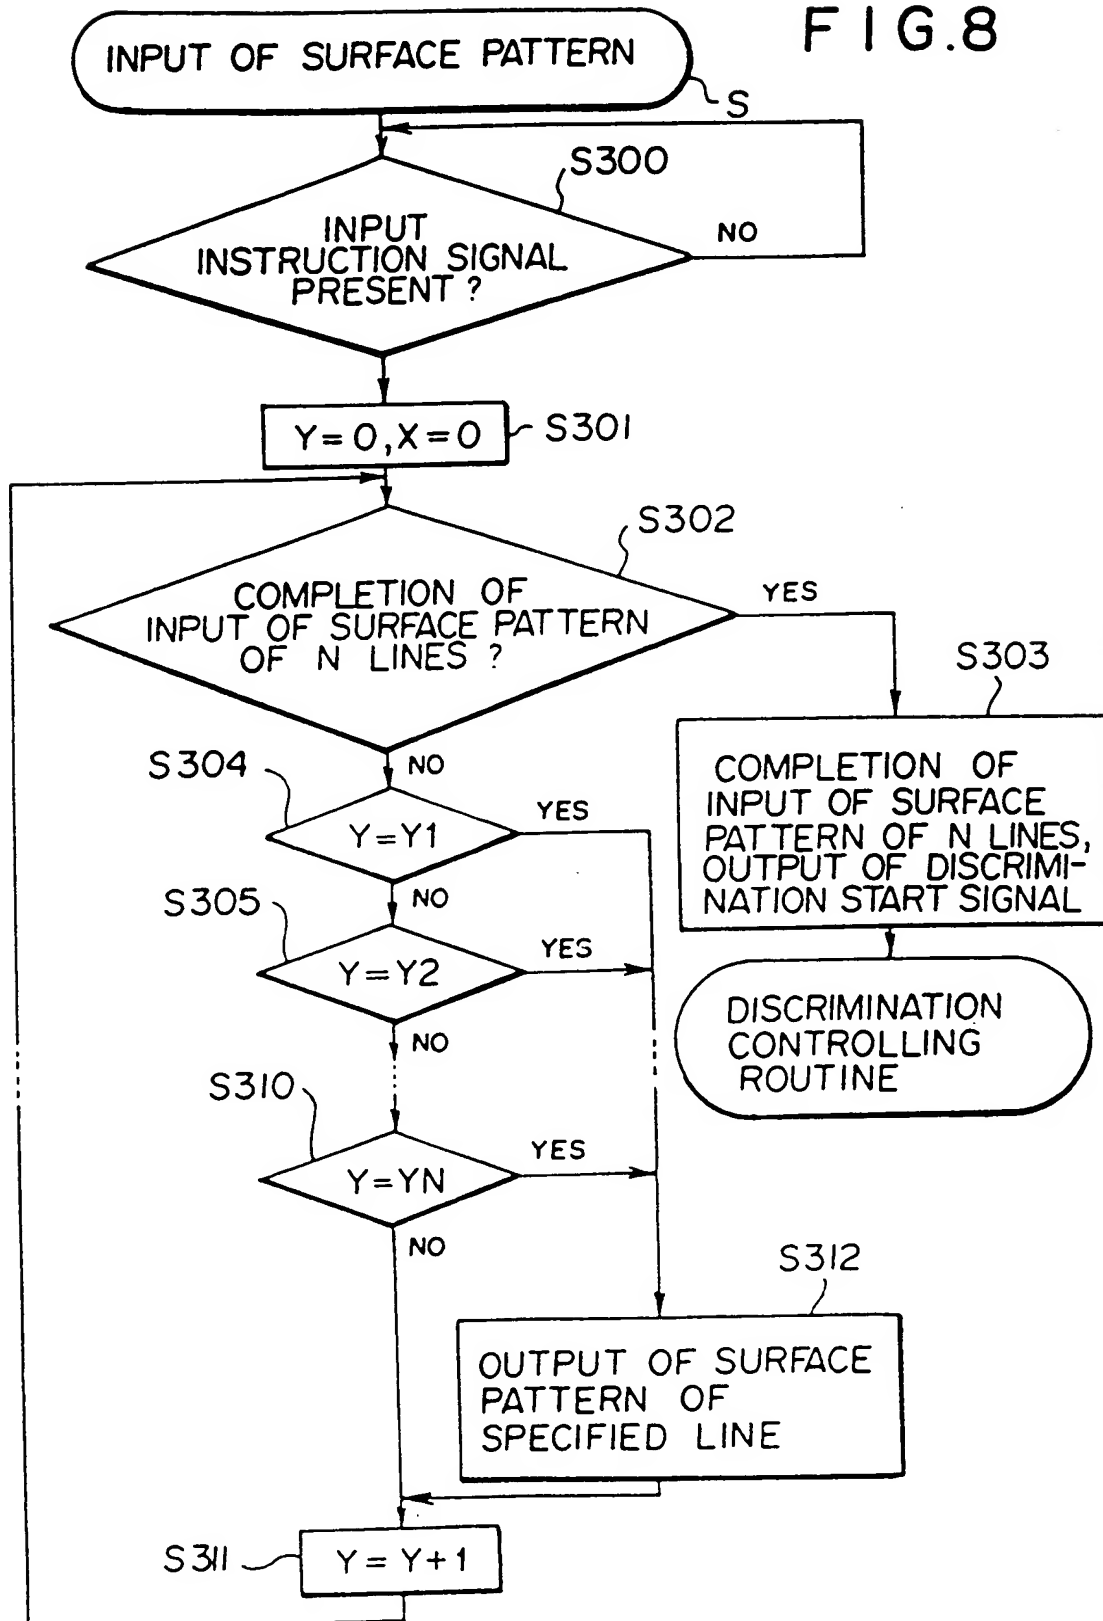 FIG.8
INPUT OF SURFACE PATTERN
S
S300
INPUT
INSTRUCTION SIGNAL
PRESENT ?
NO
Y=0,X=0
S301
S302
COMPLETION OF
INPUT OF SURFACE PATTERN
OF N LINES ?
YES
S303
COMPLETION OF
INPUT OF SURFACE
PATTERN OF N LINES,
OUTPUT OF DISCRIMI-
NATION START SIGNAL
DISCRIMINATION
CONTROLLING
ROUTINE
NO
S304
Y=Y1
YES
NO
S305
Y=Y2
YES
NO
S310
Y=YN
YES
NO
S312
OUTPUT OF SURFACE
PATTERN OF
SPECIFIED LINE
S311
Y=Y+1